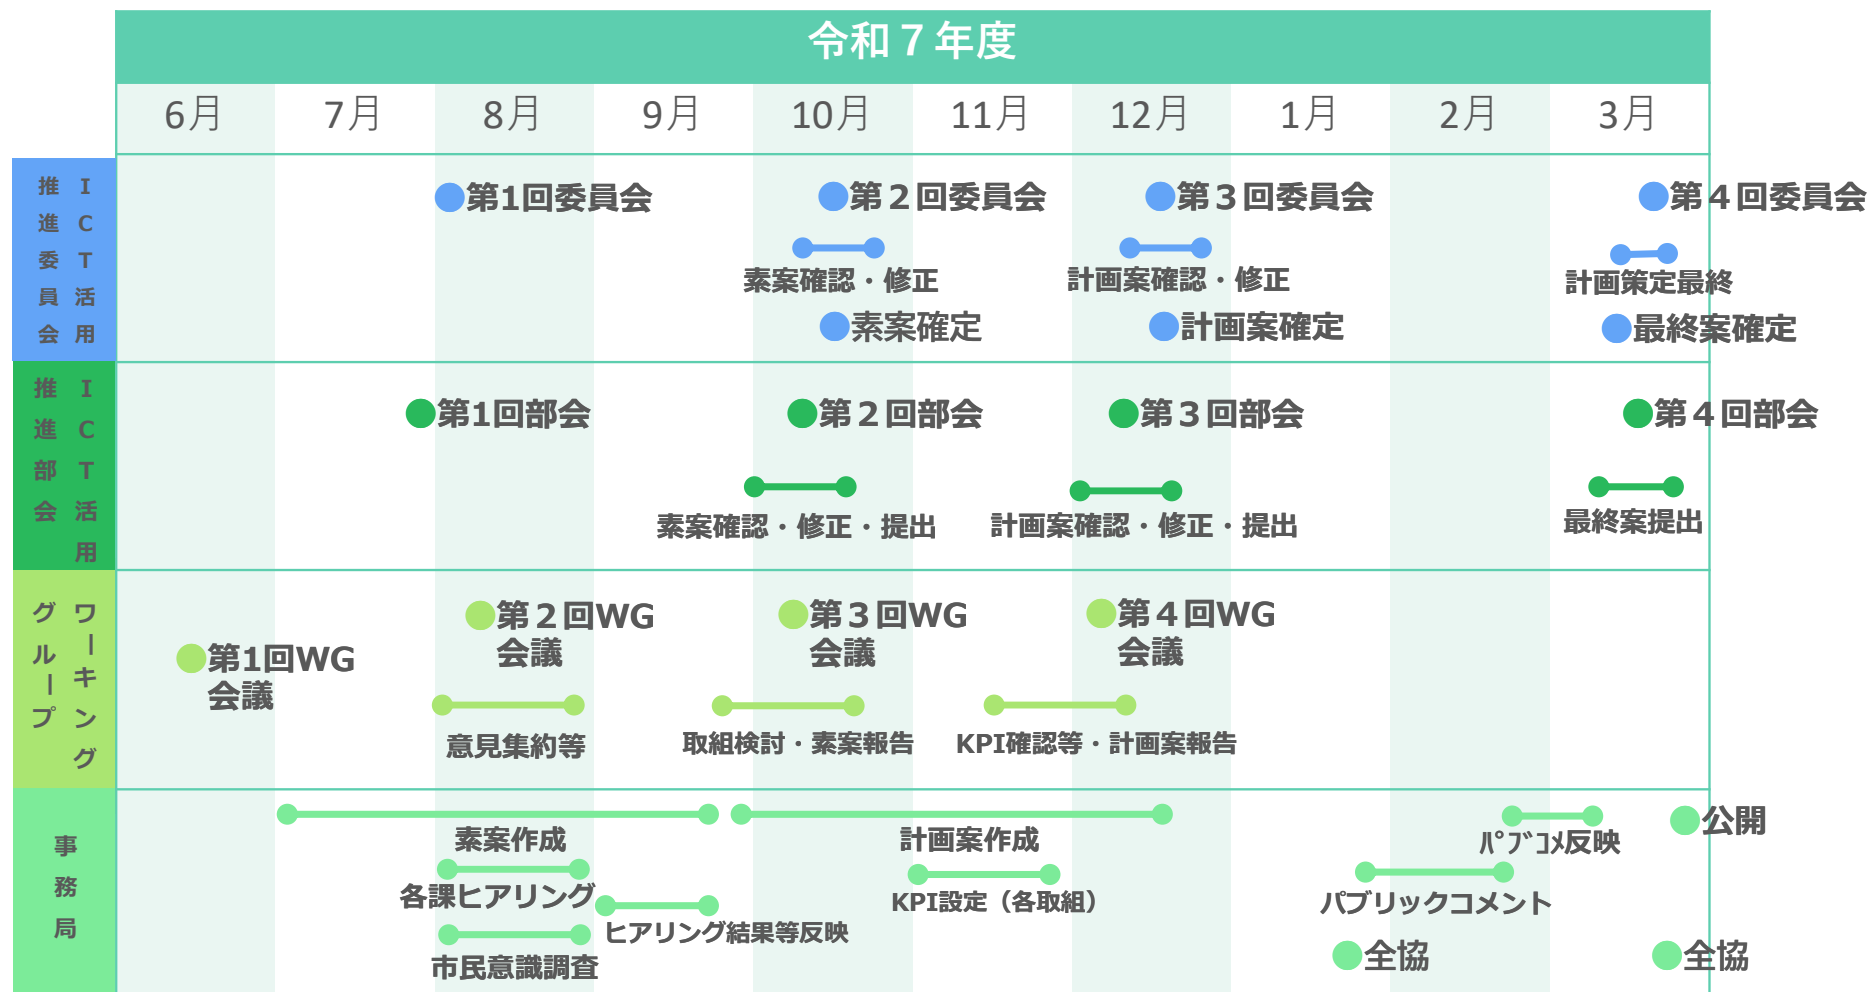 令和７年度
6月 7月 8月 9月 10月 11月 12月 1月 2月 3月
ＩＣＴ活用
推進委員会
第1回委員会 第２回委員会 第３回委員会 第４回委員会
素案確認・修正 計画案確認・修正 計画策定最終
素案確定 計画案確定 最終案確定
ＩＣＴ活用
推進部会
第1回部会 第２回部会 第３回部会 第４回部会
素案確認・修正・提出 計画案確認・修正・提出 最終案提出
ワーキング
グループ
第1回WG
会議
第２回WG
会議
第３回WG
会議
第４回WG
会議
意見集約等 取組検討・素案報告 KPI確認等・計画案報告
事務局
素案作成 計画案作成 ﾊﾟﾌﾞｺﾒ反映 公開
各課ヒアリング KPI設定（各取組） パブリックコメント
ヒアリング結果等反映
市民意識調査 全協 全協